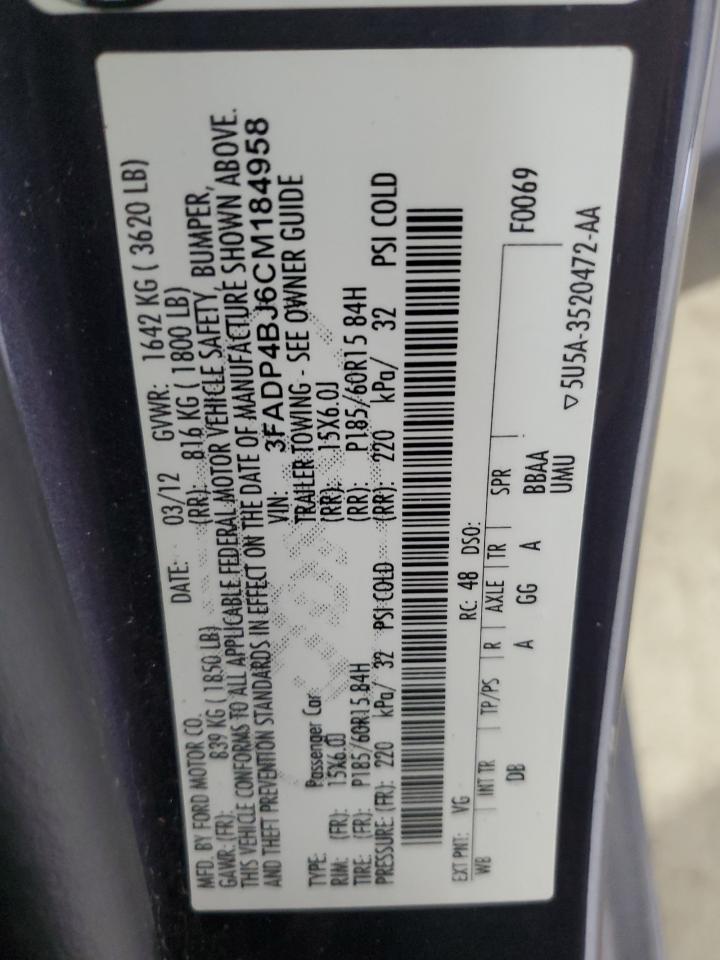 MFD. BY FORD MOTOR CO. DATE: 03/12 GVWR: 1642 KG ( 3620 LB)
GAWR: (FR): 839 KG ( 1850 LB) (RR): 816 KG ( 1800 LB)
THIS VEHICLE CONFORMS TO ALL APPLICABLE FEDERAL MOTOR VEHICLE SAFETY, BUMPER,
AND THEFT PREVENTION STANDARDS IN EFFECT ON THE DATE OF MANUFACTURE SHOWN ABOVE.
VIN: 3FADP4BJ6CM184958
TYPE: Passenger Car TRAILER TOWING - SEE OWNER GUIDE
RIM: (FR): 15X6.0J (RR): 15X6.0J
TIRE: (FR): P185/60R15 84H (RR): P185/60R15 84H
PRESSURE: (FR): 220 kPa/ 32 PSI COLD (RR): 220 kPa/ 32 PSI COLD
EXT PNT: VG RC: 48 DSO: F0069
WB INT TR TP/PS R AXLE TR SPR
DB A GG A BBAA
UMU
▽5U5A-3520472-AA